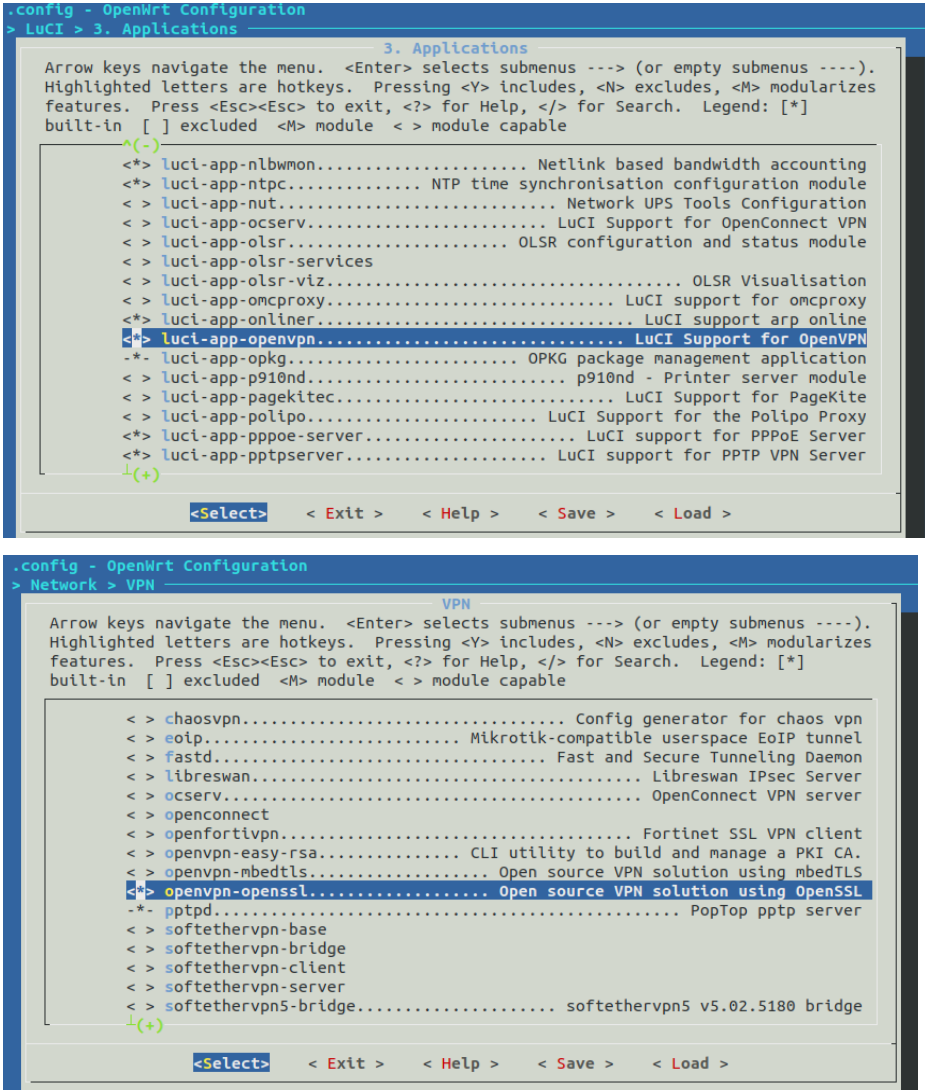 .config - OpenWrt Configuration
> LuCI > 3. Applications
3. Applications
Arrow keys navigate the menu. <Enter> selects submenus ---> (or empty submenus ----).
Highlighted letters are hotkeys. Pressing <Y> includes, <N> excludes, <M> modularizes
features. Press <Esc><Esc> to exit, <?> for Help, </> for Search. Legend: [*]
built-in [ ] excluded <M> module < > module capable
^(-)
<*> luci-app-nlbwmon...................... Netlink based bandwidth accounting
<*> luci-app-ntpc.............. NTP time synchronisation configuration module
< > luci-app-nut............................. Network UPS Tools Configuration
< > luci-app-ocserv......................... LuCI Support for OpenConnect VPN
< > luci-app-olsr....................... OLSR configuration and status module
< > luci-app-olsr-services
< > luci-app-olsr-viz..................................... OLSR Visualisation
< > luci-app-omcproxy.............................. LuCI support for omcproxy
<*> luci-app-onliner................................. LuCI support arp online
<*> luci-app-openvpn................................ LuCI Support for OpenVPN
-*- luci-app-opkg........................ OPKG package management application
< > luci-app-p910nd........................... p910nd - Printer server module
< > luci-app-pagekitec............................. LuCI Support for PageKite
< > luci-app-polipo..................... LuCI Support for the Polipo Proxy
<*> luci-app-pppoe-server...................... LuCI support for PPPoE Server
<*> luci-app-pptpserver..................... LuCI support for PPTP VPN Server
┴(+)
<Select> < Exit > < Help > < Save > < Load >
.config - OpenWrt Configuration
> Network > VPN
VPN
Arrow keys navigate the menu. <Enter> selects submenus ---> (or empty submenus ----).
Highlighted letters are hotkeys. Pressing <Y> includes, <N> excludes, <M> modularizes
features. Press <Esc><Esc> to exit, <?> for Help, </> for Search. Legend: [*]
built-in [ ] excluded <M> module < > module capable
< > chaosvpn.................................. Config generator for chaos vpn
< > eoip........................... Mikrotik-compatible userspace EoIP tunnel
< > fastd................................... Fast and Secure Tunneling Daemon
< > libreswan......................................... Libreswan IPsec Server
< > ocserv............................................ OpenConnect VPN server
< > openconnect
< > openfortivpn..................................... Fortinet SSL VPN client
< > openvpn-easy-rsa............... CLI utility to build and manage a PKI CA.
< > openvpn-mbedtls................... Open source VPN solution using mbedTLS
<*> openvpn-openssl................... Open source VPN solution using OpenSSL
-*- pptpd................................................. PopTop pptp server
< > softethervpn-base
< > softethervpn-bridge
< > softethervpn-client
< > softethervpn-server
< > softethervpn5-bridge..................... softethervpn5 v5.02.5180 bridge
┴(+)
<Select> < Exit > < Help > < Save > < Load >